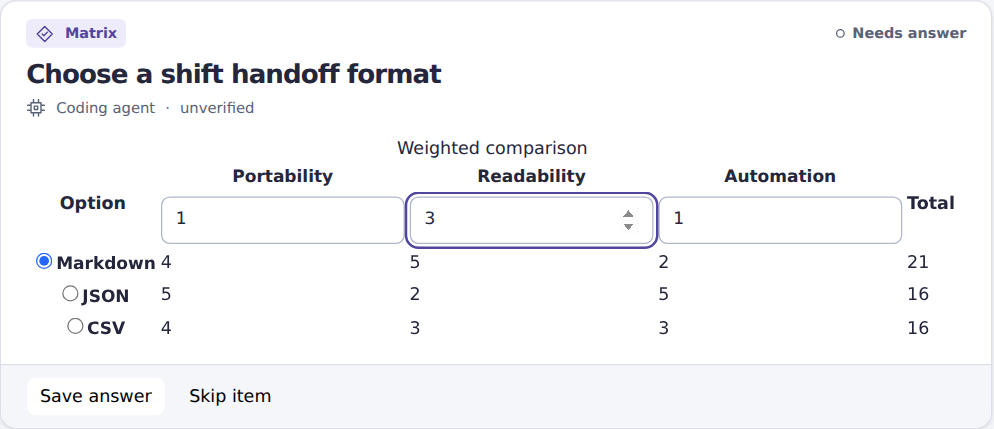 Matrix
Needs answer
Choose a shift handoff format
Coding agent · unverified
Weighted comparison
Option Portability Readability Automation Total
1 3 1
Markdown 4 5 2 21
JSON 5 2 5 16
CSV 4 3 3 16
Save answer Skip item